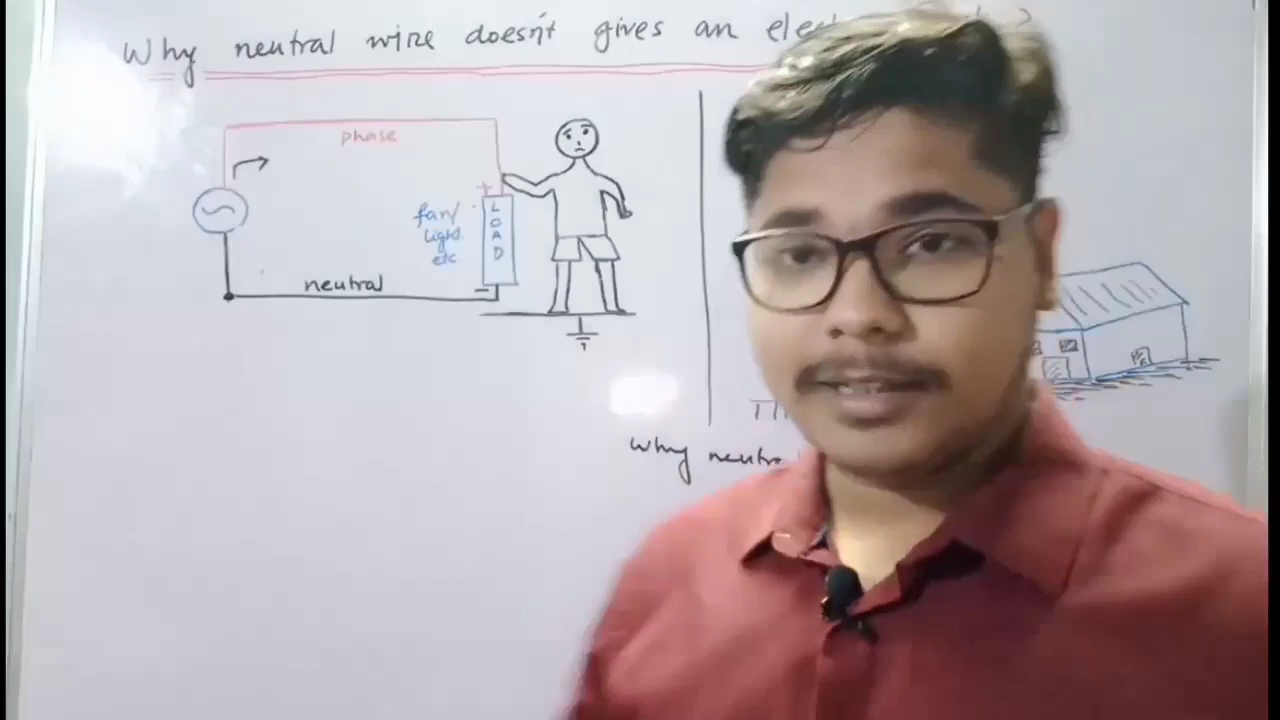 Why neutral wire doesn't gives an
phase
+
fan/
light
etc
LOAD
neutral
Why